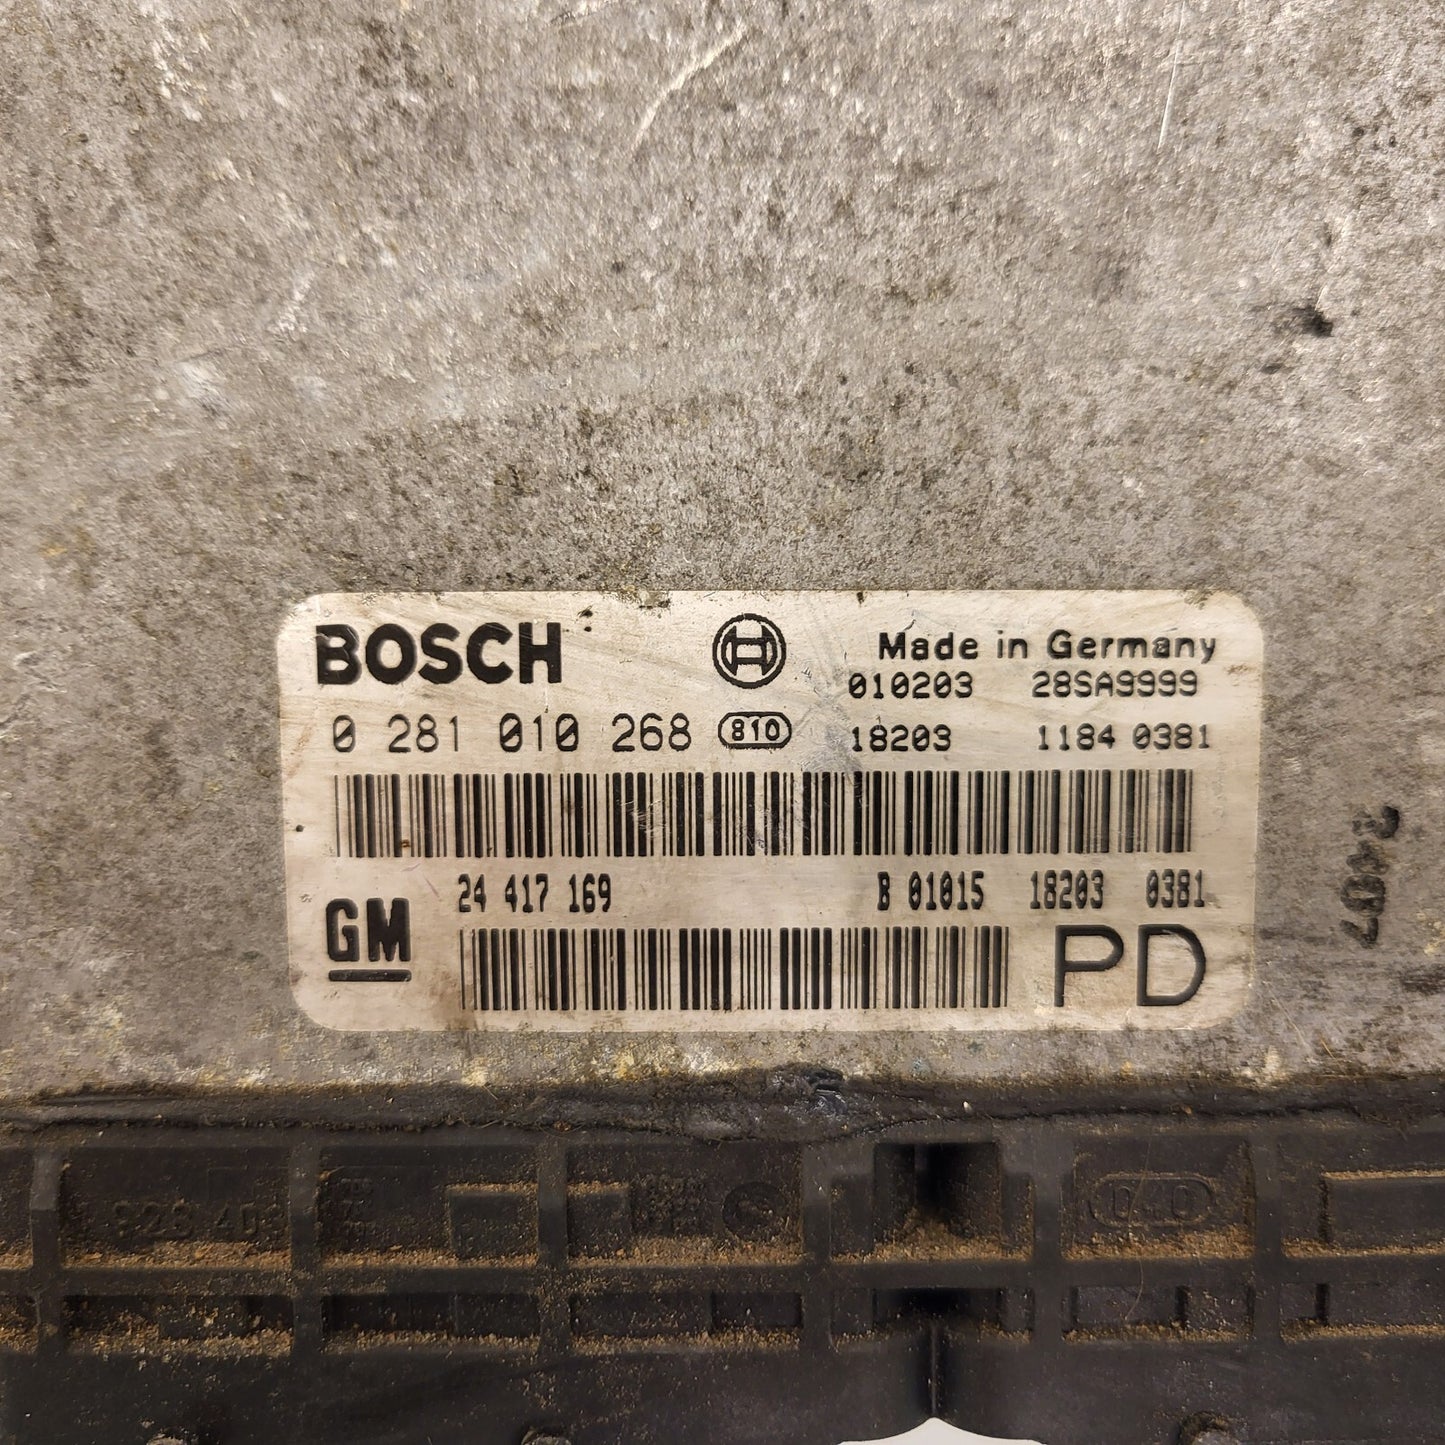 BOSCH
Made in Germany
010203 28SA9999
0 281 010 268 810 18203 1184 0381
24 417 169 B 01015 18203 0381
GM PD
040